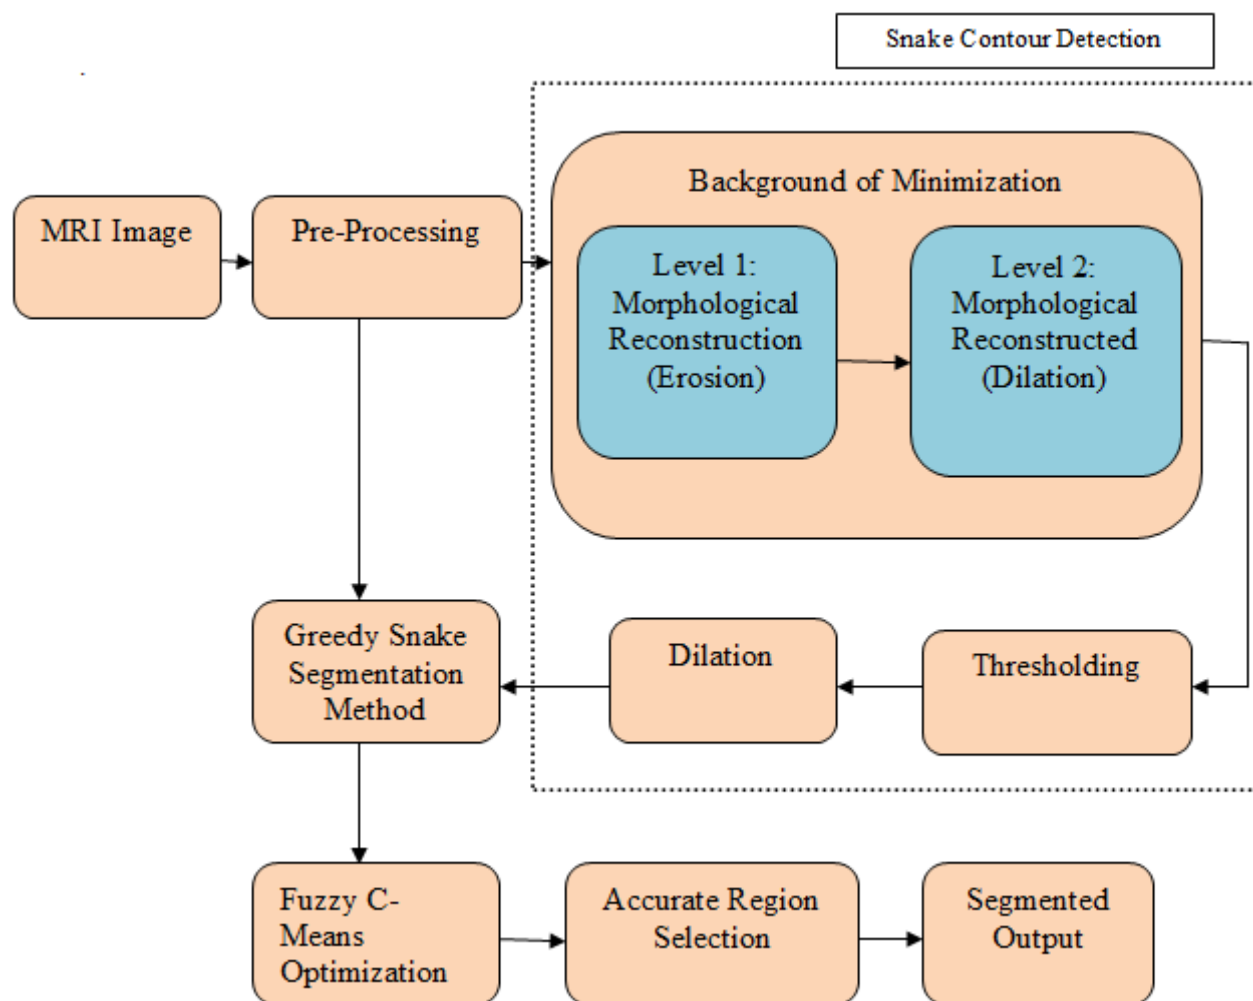 Snake Contour Detection
Background of Minimization
MRI Image
Pre-Processing
Level 1:
Morphological
Reconstruction
(Erosion)
Level 2:
Morphological
Reconstructed
(Dilation)
Greedy Snake
Segmentation
Method
Dilation
Thresholding
Fuzzy C-
Means
Optimization
Accurate Region
Selection
Segmented
Output